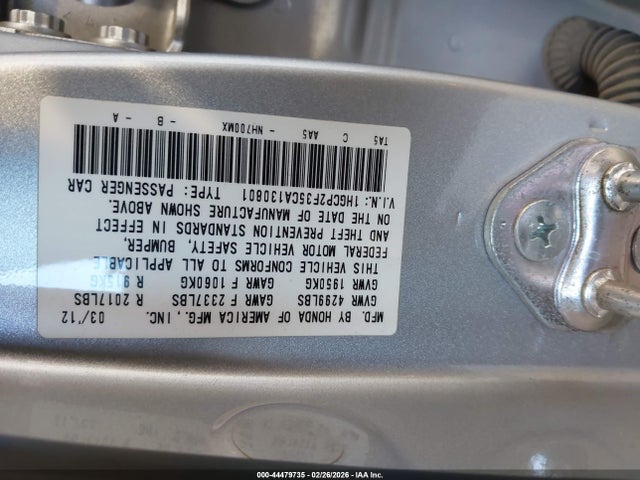 MFD. BY HONDA OF AMERICA MFG., INC. 03/'12
GVWR 4299LBS GAWR F 2337LBS R 2017LBS
GVWR 1950KG GAWR F 1060KG R 915KG
THIS VEHICLE CONFORMS TO ALL APPLICABLE
FEDERAL MOTOR VEHICLE SAFETY, BUMPER,
AND THEFT PREVENTION STANDARDS IN EFFECT
ON THE DATE OF MANUFACTURE SHOWN ABOVE.
V.I.N.: 1HGCP2F35CA130801 TYPE: PASSENGER CAR
TA5 C AA5 - NH700MX - B - A
000-44479735 - 02/26/2026 - IAA Inc.